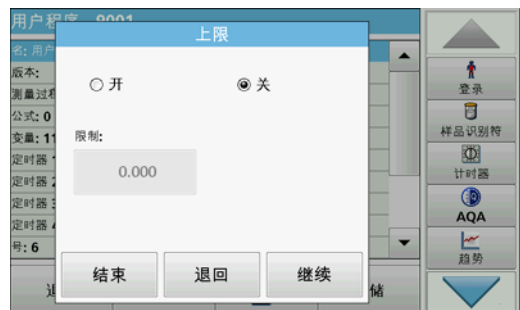 用户程序 9001
上限
名: 用户
版本:
开
关
测量过程
公式: 0
变量: 11
限制:
0.000
定时器
定时器
定时器
定时器
号: 6
结束
退回
继续
储
登录
样品识别符
计时器
AQA
趋势